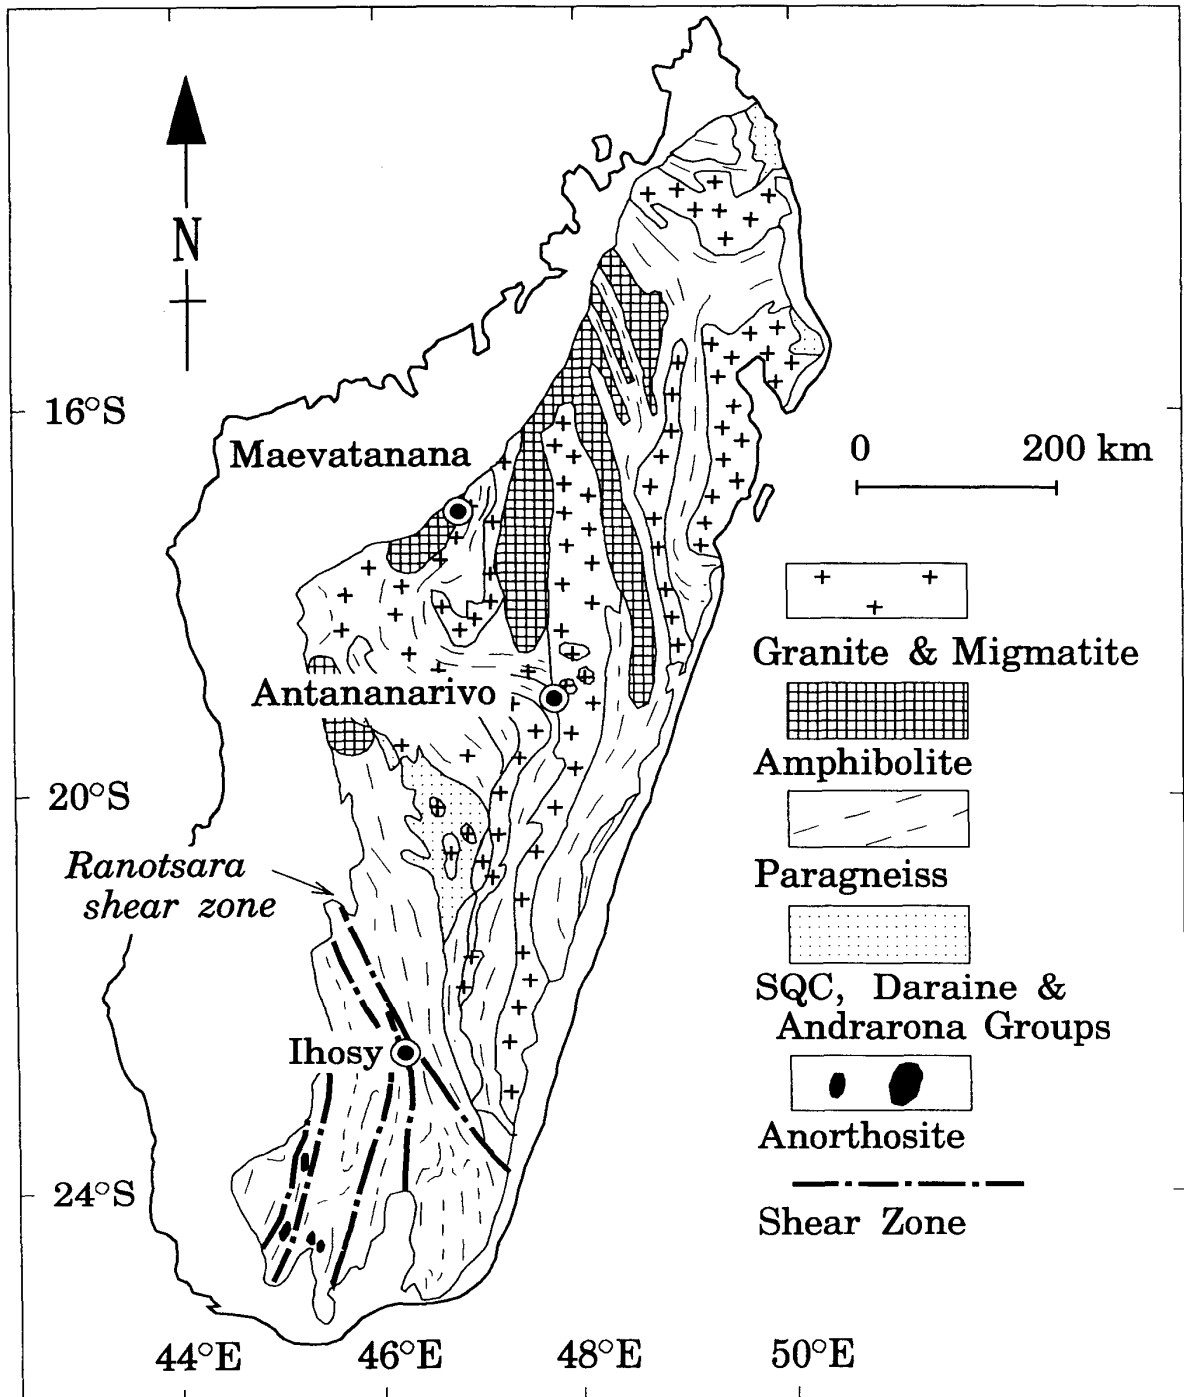 N
16°S
Maevatanana
0 200 km
Granite & Migmatite
Antananarivo
Amphibolite
20°S
Ranotsara
shear zone
Paragneiss
SQC, Daraine &
Andrarona Groups
Ihosy
Anorthosite
24°S
Shear Zone
44°E 46°E 48°E 50°E